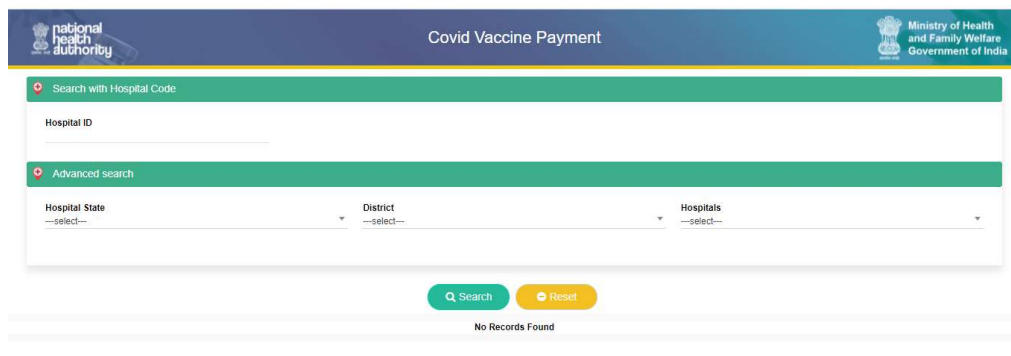 national
health
authority
Covid Vaccine Payment
Ministry of Health
and Family Welfare
Government of India
Search with Hospital Code
Hospital ID
Advanced search
Hospital State
---select---
District
---select---
Hospitals
---select---
Search
Reset
No Records Found